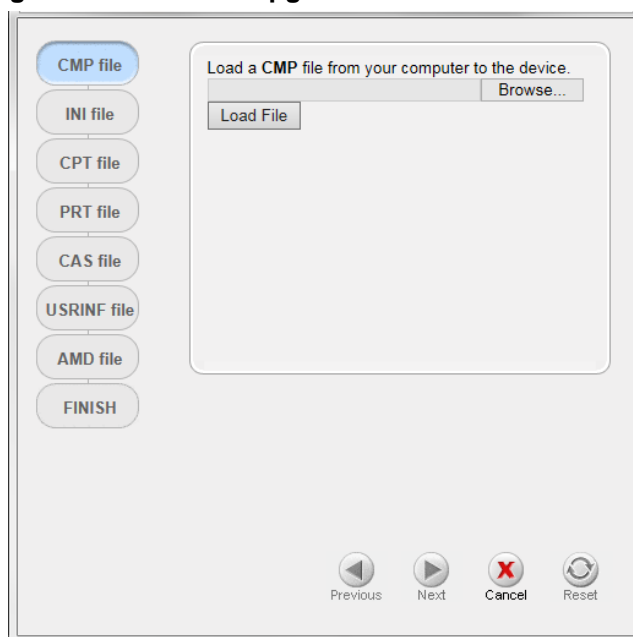 CMP file
INI file
CPT file
PRT file
CAS file
USRINF file
AMD file
FINISH
Load a CMP file from your computer to the device.
Browse...
Load File
Previous
Next
Cancel
Reset